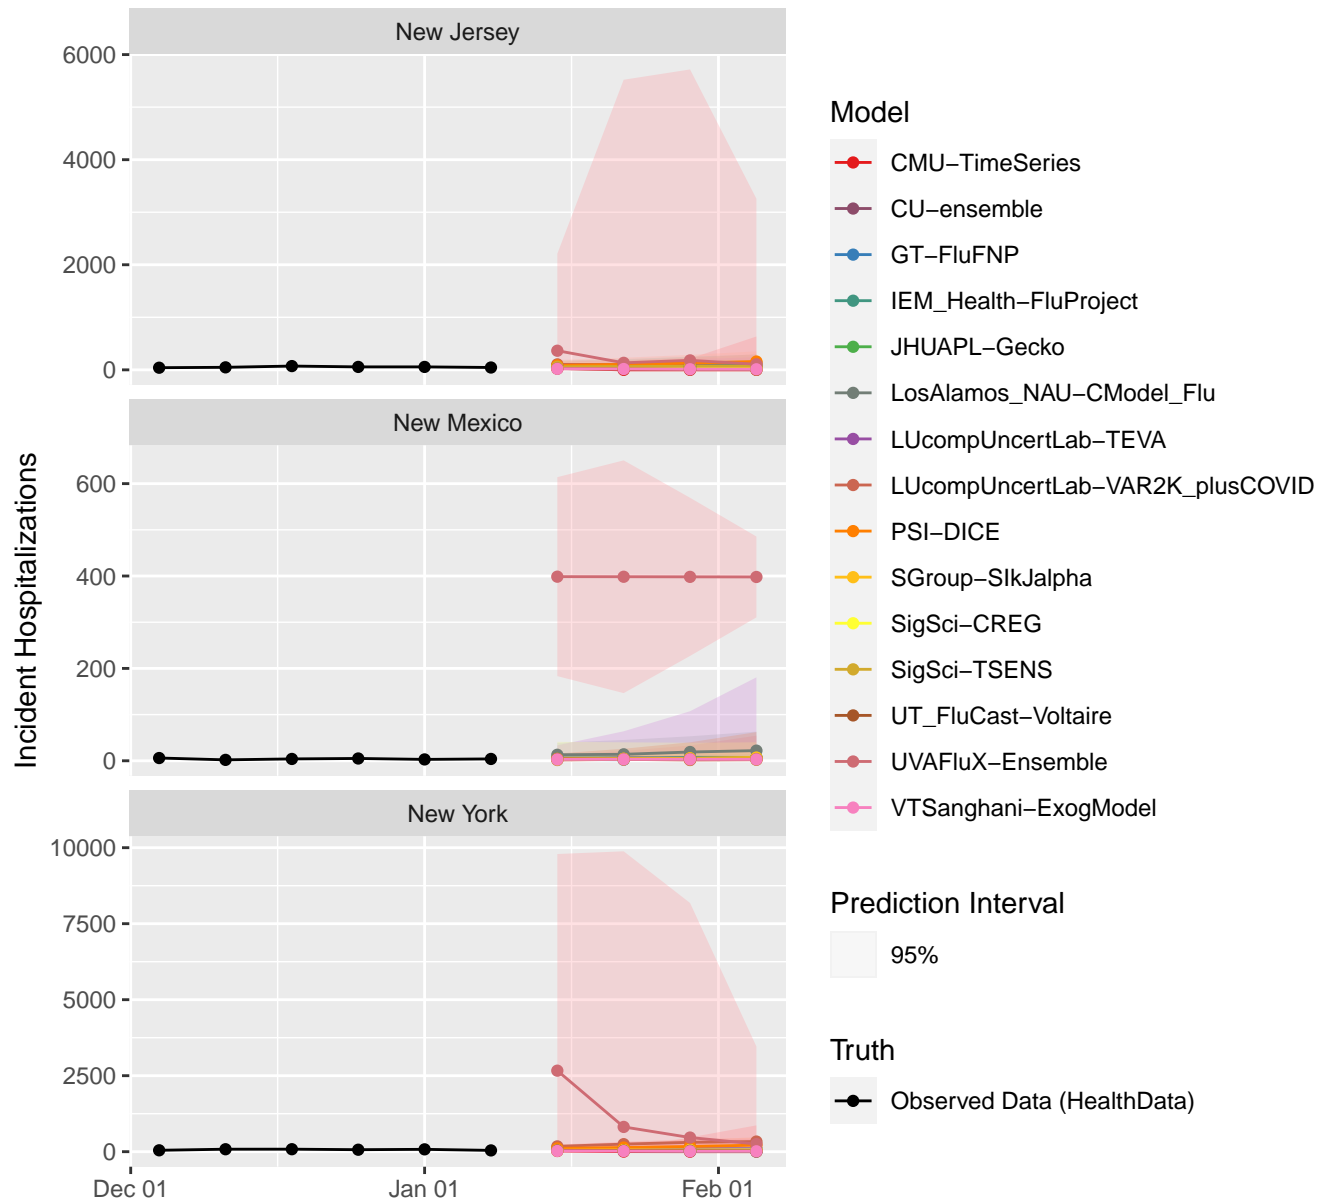 New Jersey
6000
4000
2000
0
New Mexico
600
400
200
0
New York
10000
7500
5000
2500
0
Dec 01
Jan 01
Feb 01
Incident Hospitalizations
Model
CMU−TimeSeries
CU−ensemble
GT−FluFNP
IEM_Health−FluProject
JHUAPL−Gecko
LosAlamos_NAU−CModel_Flu
LUcompUncertLab−TEVA
LUcompUncertLab−VAR2K_plusCOVID
PSI−DICE
SGroup−SIkJalpha
SigSci−CREG
SigSci−TSENS
UT_FluCast−Voltaire
UVAFluX−Ensemble
VTSanghani−ExogModel
Prediction Interval
95%
Truth
Observed Data (HealthData)